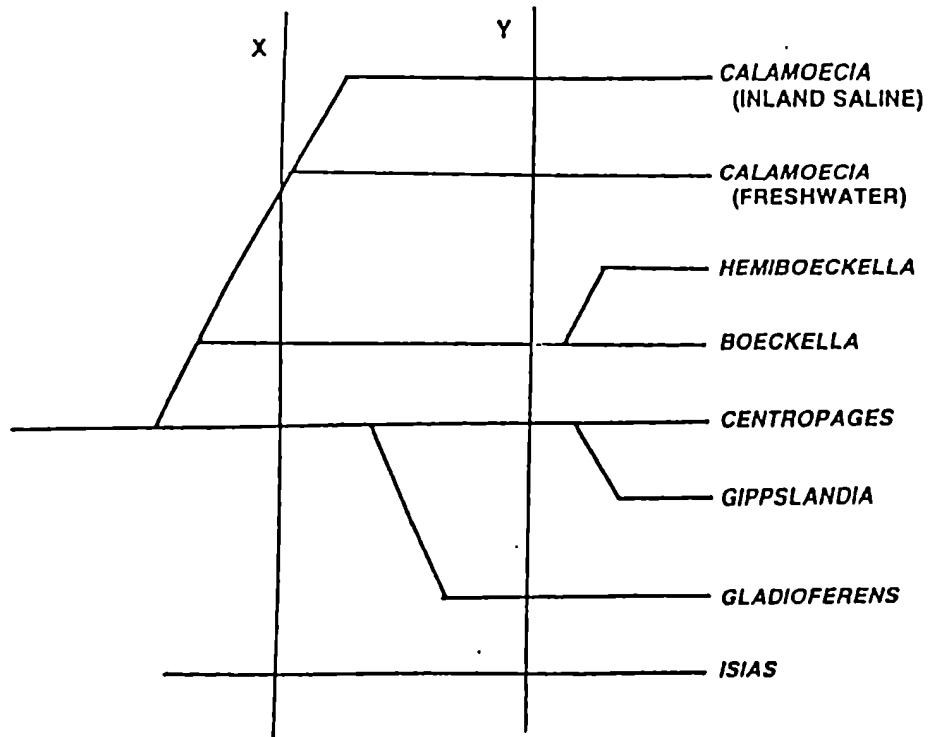 X
Y
CALAMOECIA
(INLAND SALINE)
CALAMOECIA
(FRESHWATER)
HEMIBOECKELLA
BOECKELLA
CENTROPAGES
GIPPSLANDIA
GLADIOFERENS
ISIAS